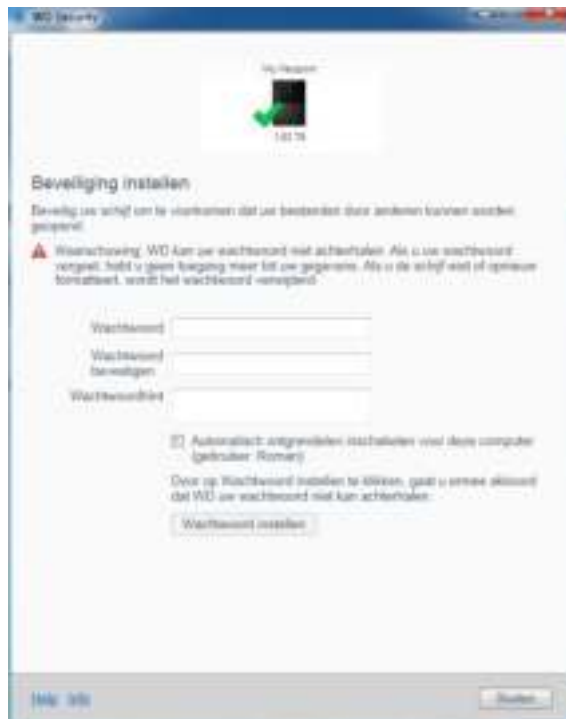 WD Security
My Passport
Beveiliging instellen
Beveilig uw schijf om te voorkomen dat uw bestanden door anderen kunnen worden
geopend.
Waarschuwing: WD kan uw wachtwoord niet achterhalen. Als u uw wachtwoord
vergeet, hebt u geen toegang meer tot uw gegevens. Als u de schijf wist of opnieuw
formatteert, wordt het wachtwoord verwijderd.
Wachtwoord
Wachtwoord
bevestigen
Wachtwoordhint
Automatisch ontgrendelen inschakelen voor deze computer
(gebruiker: Roman)
Door op Wachtwoord instellen te klikken, gaat u ermee akkoord
dat WD uw wachtwoord niet kan achterhalen.
Wachtwoord instellen
Help Info
Sluiten